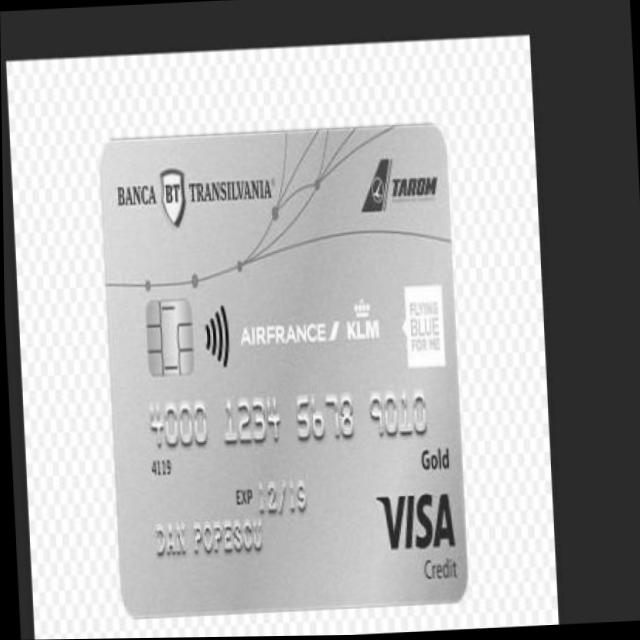 BANCA BT TRANSILVANIA
TAROM
AIRFRANCE / KLM
FLYING
BLUE
FOR ME
4000 1234 5678 9010
4119
Gold
EXP 12/19
DAN POPESCU
VISA
Credit